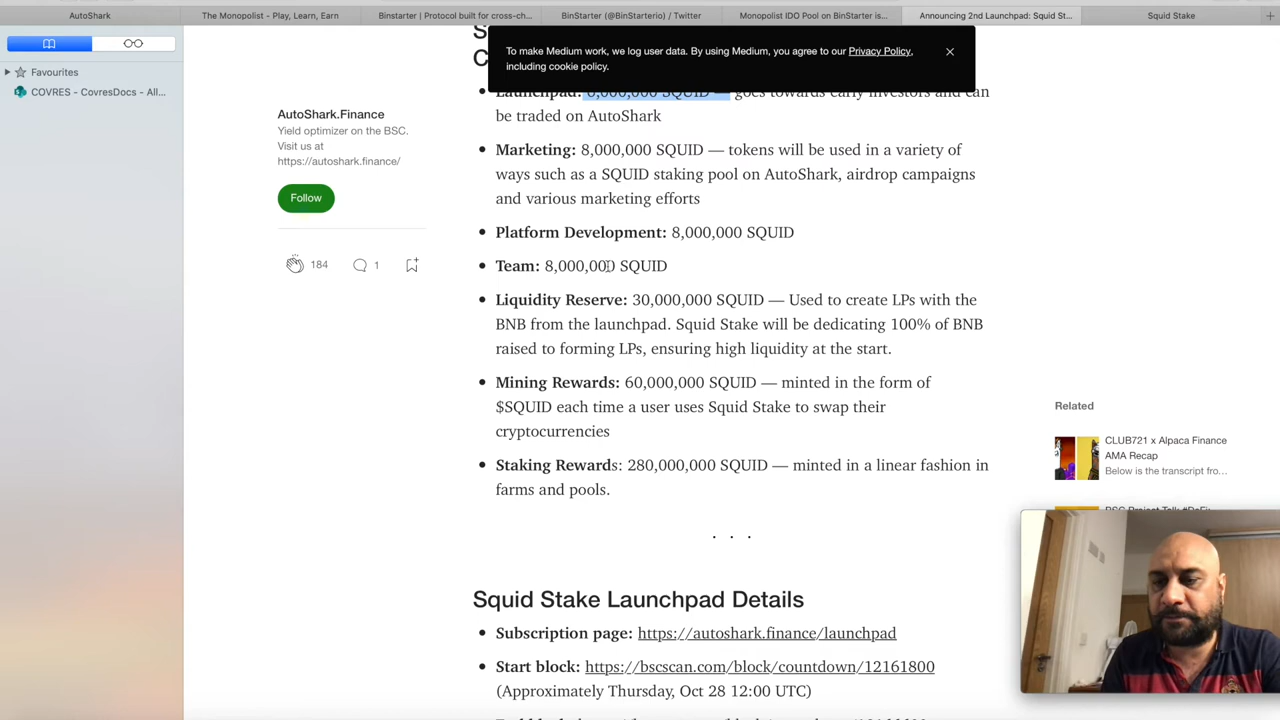 AutoShark
The Monopolist - Play, Learn, Earn
Binstarter | Protocol built for cross-ch...
BinStarter (@BinStarterio) / Twitter
Monopolist IDO Pool on BinStarter is...
Announcing 2nd Launchpad: Squid St...
Squid Stake
Favourites
COVRES - CovresDocs - All...
To make Medium work, we log user data. By using Medium, you agree to our Privacy Policy,
including cookie policy.
AutoShark.Finance
Yield optimizer on the BSC.
Visit us at
https://autoshark.finance/
Follow
184
1
Launchpad: 8,000,000 SQUID — goes towards early investors and can
be traded on AutoShark
Marketing: 8,000,000 SQUID — tokens will be used in a variety of
ways such as a SQUID staking pool on AutoShark, airdrop campaigns
and various marketing efforts
Platform Development: 8,000,000 SQUID
Team: 8,000,000 SQUID
Liquidity Reserve: 30,000,000 SQUID — Used to create LPs with the
BNB from the launchpad. Squid Stake will be dedicating 100% of BNB
raised to forming LPs, ensuring high liquidity at the start.
Mining Rewards: 60,000,000 SQUID — minted in the form of
$SQUID each time a user uses Squid Stake to swap their
cryptocurrencies
Staking Rewards: 280,000,000 SQUID — minted in a linear fashion in
farms and pools.
. . .
Squid Stake Launchpad Details
Subscription page: https://autoshark.finance/launchpad
Start block: https://bscscan.com/block/countdown/12161800
(Approximately Thursday, Oct 28 12:00 UTC)
Related
CLUB721 x Alpaca Finance
AMA Recap
Below is the transcript fro...